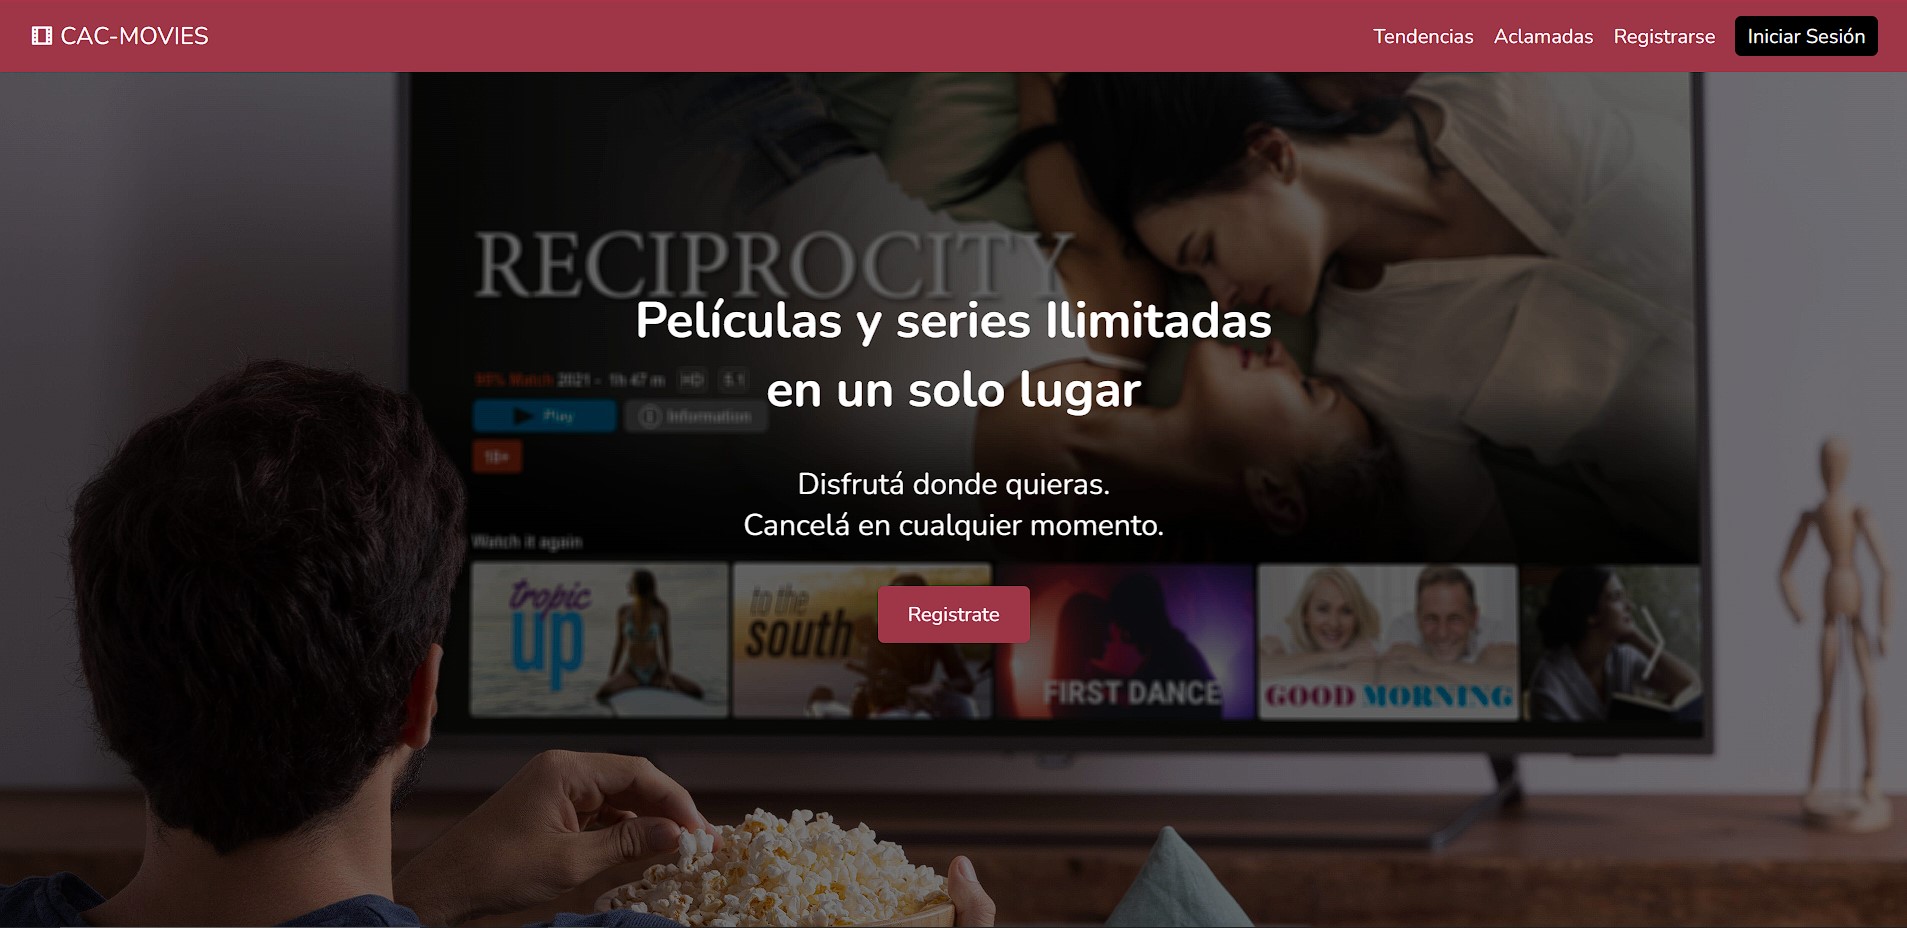 CAC-MOVIES
Tendencias Aclamadas Registrarse Iniciar Sesión
RECIPROCITY
Películas y series Ilimitadas
en un solo lugar
98% Match 2021 - 1h 47 m HD 5.1
Play Information
18+
Disfrutá donde quieras.
Cancelá en cualquier momento.
Watch it again
Registrate
tropic
up
to the
south
FIRST DANCE
GOOD MORNING